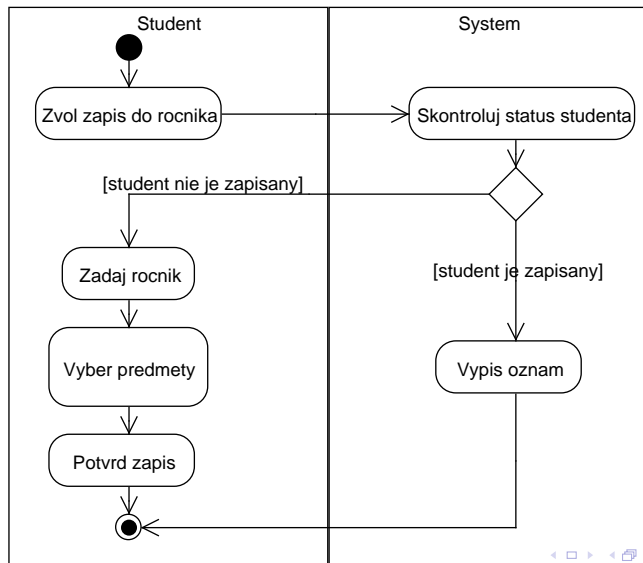 Student
System
Zvol zapis do rocnika
Skontroluj status studenta
[student nie je zapisany]
Zadaj rocnik
[student je zapisany]
Vyber predmety
Vypis oznam
Potvrd zapis